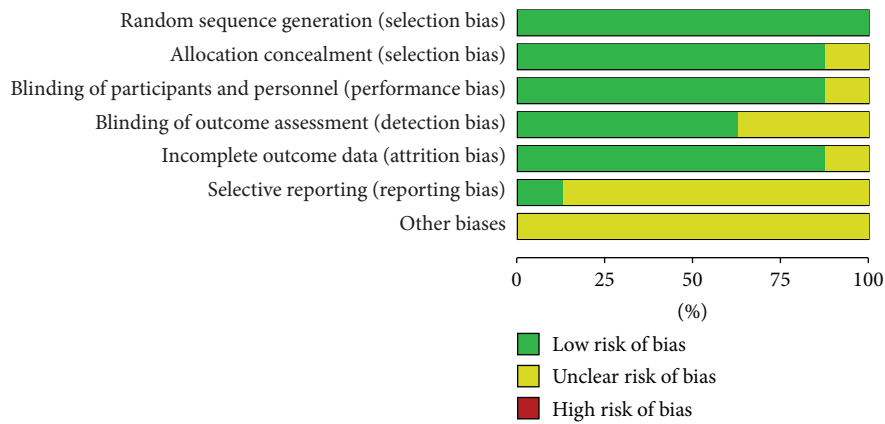 Random sequence generation (selection bias)
Allocation concealment (selection bias)
Blinding of participants and personnel (performance bias)
Blinding of outcome assessment (detection bias)
Incomplete outcome data (attrition bias)
Selective reporting (reporting bias)
Other biases
0 25 50 75 100
(%)
Low risk of bias
Unclear risk of bias
High risk of bias